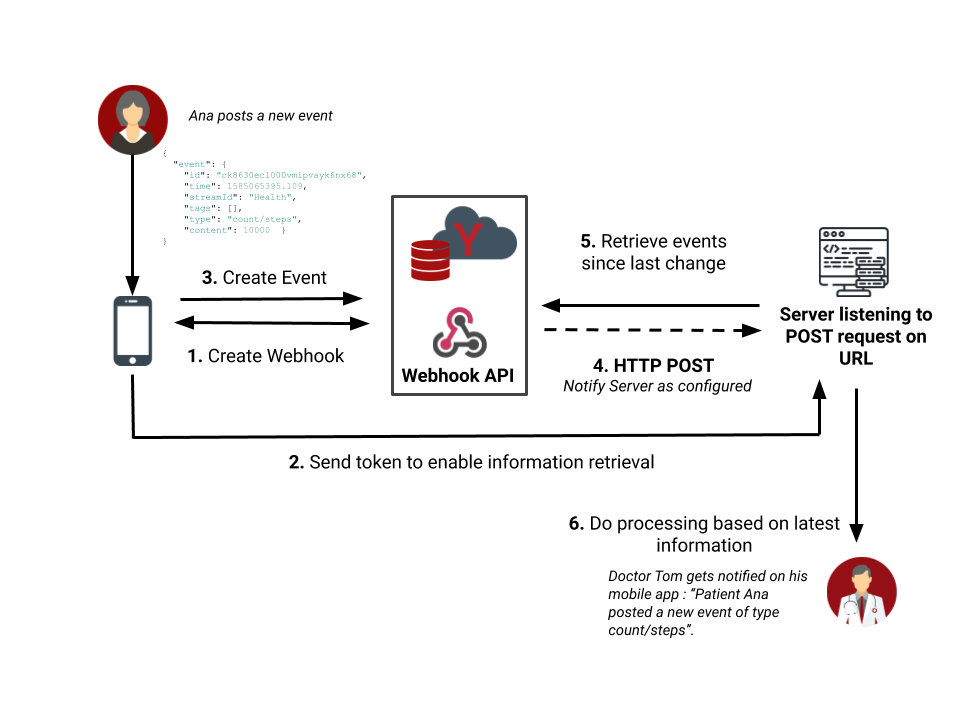 Ana posts a new event
{
"event": {
"id": "ck8630ec1000vmipvayk6nx68",
"time": 1585065395.109,
"streamId": "Health",
"tags": [],
"type": "count/steps",
"content": 10000 }
}
3. Create Event
1. Create Webhook
Y
Webhook API
5. Retrieve events
since last change
4. HTTP POST
Notify Server as configured
</>
Server listening to
POST request on
URL
2. Send token to enable information retrieval
6. Do processing based on latest
information
Doctor Tom gets notified on his
mobile app : “Patient Ana
posted a new event of type
count/steps”.